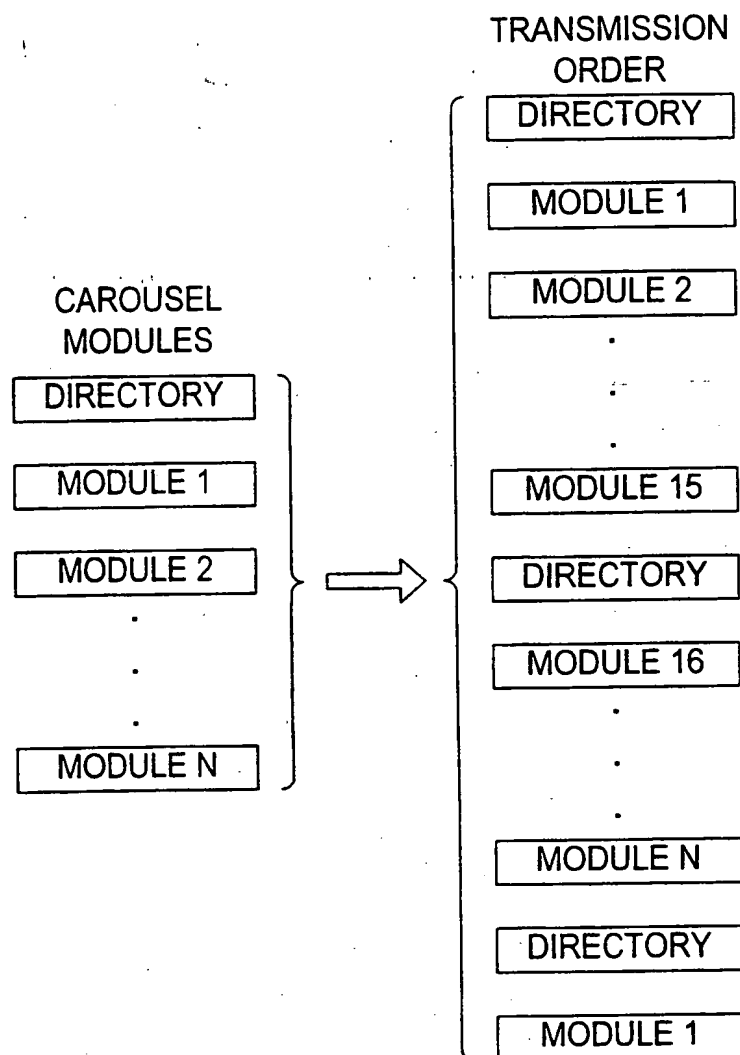 CAROUSEL
MODULES
DIRECTORY
MODULE 1
MODULE 2
MODULE N
TRANSMISSION
ORDER
DIRECTORY
MODULE 1
MODULE 2
MODULE 15
DIRECTORY
MODULE 16
MODULE N
DIRECTORY
MODULE 1